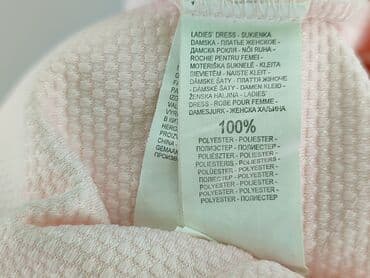 LADIES' DRESS - SUKIENKA
DAMSKA - ПЛАТЬЕ ЖЕНСКОЕ -
ДАМСКА РОКЛЯ - NŐI RUHA -
ROCHIE PENTRU FEMEI -
MOTERIŠKA SUKNELĖ - KLEITA
SIEVIETĒM - NAISTE KLEIT -
DÁMSKE ŠATY - ПЛАТТЯ ЖІНОЧЕ
- DÁMSKÉ ŠATY - DAMEN KLEID -
ŽENSKA HALJINA - LADIES'
DRESS - ROBE POUR FEMME -
DAMESJURK - ЖЕНСКА ХАЉИНА
100%
POLYESTER - POLIESTER -
ПОЛИЭСТЕР - ПОЛИЕСТЕР -
POLIÉSZTER - POLIESTER -
POLIESTERIS - POLIESTERS -
POLÜESTER - POLYESTER -
ПОЛІЕСТЕР - POLYESTER -
POLYESTER - POLIESTER -
POLYESTER - POLYESTER -
POLYESTER - ПОЛИЕСТЕР